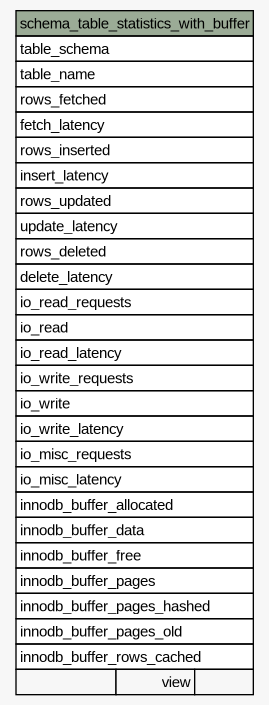 schema_table_statistics_with_buffer
table_schema
table_name
rows_fetched
fetch_latency
rows_inserted
insert_latency
rows_updated
update_latency
rows_deleted
delete_latency
io_read_requests
io_read
io_read_latency
io_write_requests
io_write
io_write_latency
io_misc_requests
io_misc_latency
innodb_buffer_allocated
innodb_buffer_data
innodb_buffer_free
innodb_buffer_pages
innodb_buffer_pages_hashed
innodb_buffer_pages_old
innodb_buffer_rows_cached
view